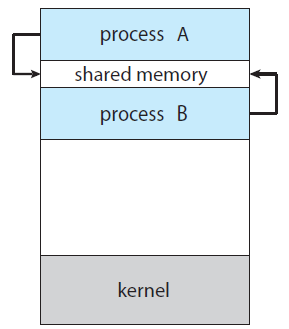 process A
shared memory
process B
kernel